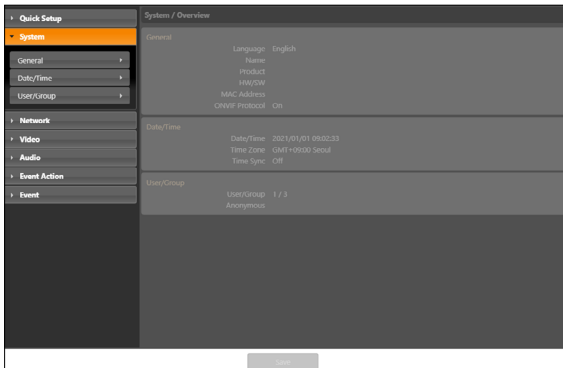 Quick Setup
System
General
Date/Time
User/Group
Network
Video
Audio
Event Action
Event
System / Overview
General
Language English
Name
Product
HW/SW
MAC Address
ONVIF Protocol On
Date/Time
Date/Time 2021/01/01 09:02:33
Time Zone GMT+09:00 Seoul
Time Sync Off
User/Group
User/Group 1 / 3
Anonymous
Save